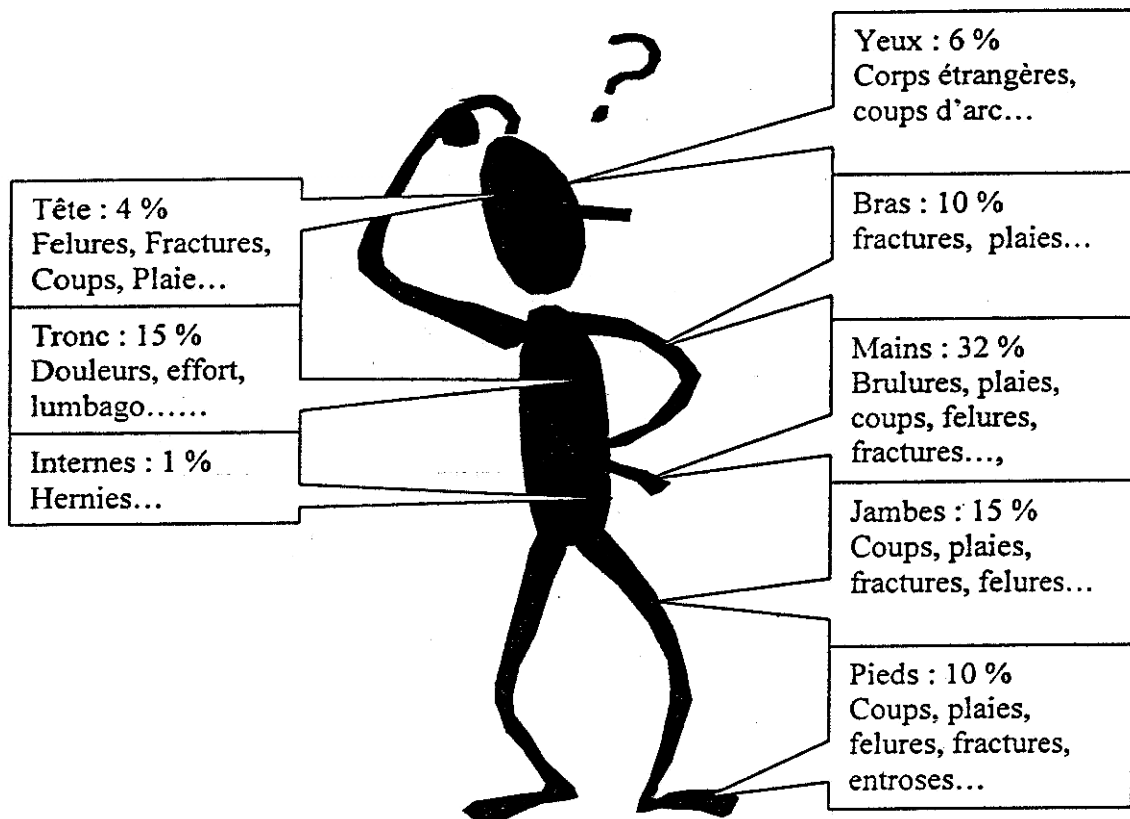 ?
Tête : 4 %
Felures, Fractures,
Coups, Plaie…
Tronc : 15 %
Douleurs, effort,
lumbago……
Internes : 1 %
Hernies…
Yeux : 6 %
Corps étrangères,
coups d'arc…
Bras : 10 %
fractures, plaies…
Mains : 32 %
Brulures, plaies,
coups, felures,
fractures…,
Jambes : 15 %
Coups, plaies,
fractures, felures…
Pieds : 10 %
Coups, plaies,
felures, fractures,
entroses…